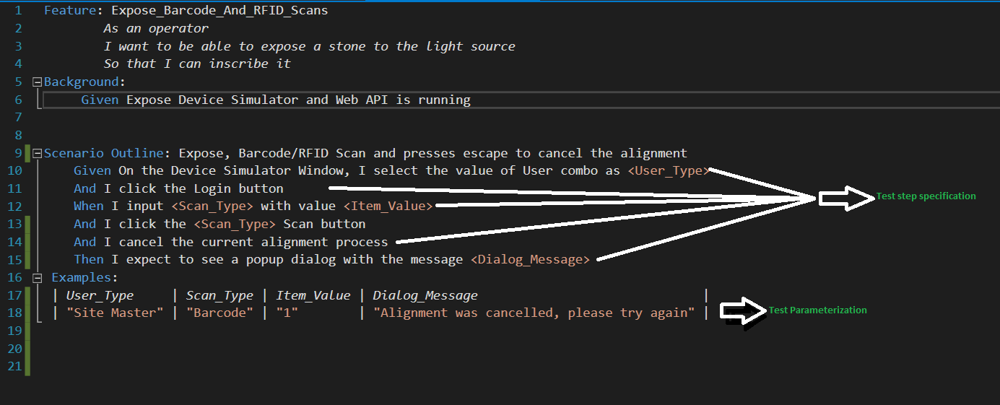 1 Feature: Expose_Barcode_And_RFID_Scans
2 As an operator
3 I want to be able to expose a stone to the light source
4 So that I can inscribe it
5 Background:
6 Given Expose Device Simulator and Web API is running
7
8
9 Scenario Outline: Expose, Barcode/RFID Scan and presses escape to cancel the alignment
10 Given On the Device Simulator Window, I select the value of User combo as <User_Type>
11 And I click the Login button
Test step specification
12 When I input <Scan_Type> with value <Item_Value>
13 And I click the <Scan_Type> Scan button
14 And I cancel the current alignment process
15 Then I expect to see a popup dialog with the message <Dialog_Message>
16 Examples:
17 | User_Type | Scan_Type | Item_Value | Dialog_Message |
18 | "Site Master" | "Barcode" | "1" | "Alignment was cancelled, please try again" |
Test Parameterization
19
20
21